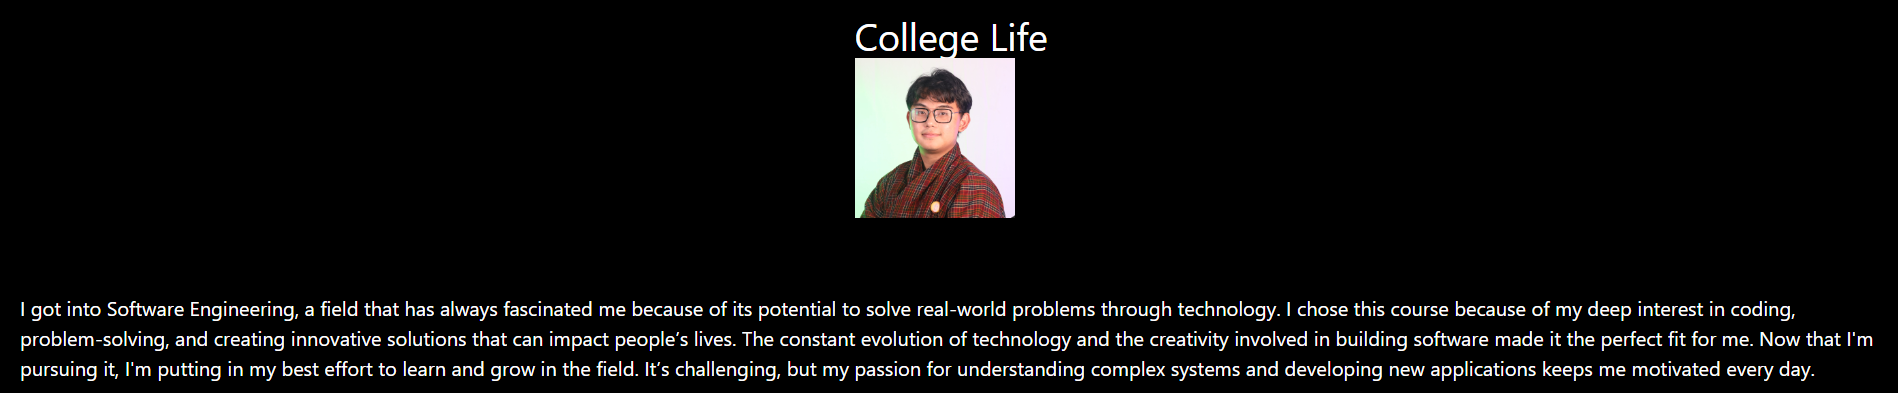 College Life
I got into Software Engineering, a field that has always fascinated me because of its potential to solve real-world problems through technology. I chose this course because of my deep interest in coding,
problem-solving, and creating innovative solutions that can impact people’s lives. The constant evolution of technology and the creativity involved in building software made it the perfect fit for me. Now that I'm
pursuing it, I'm putting in my best effort to learn and grow in the field. It’s challenging, but my passion for understanding complex systems and developing new applications keeps me motivated every day.